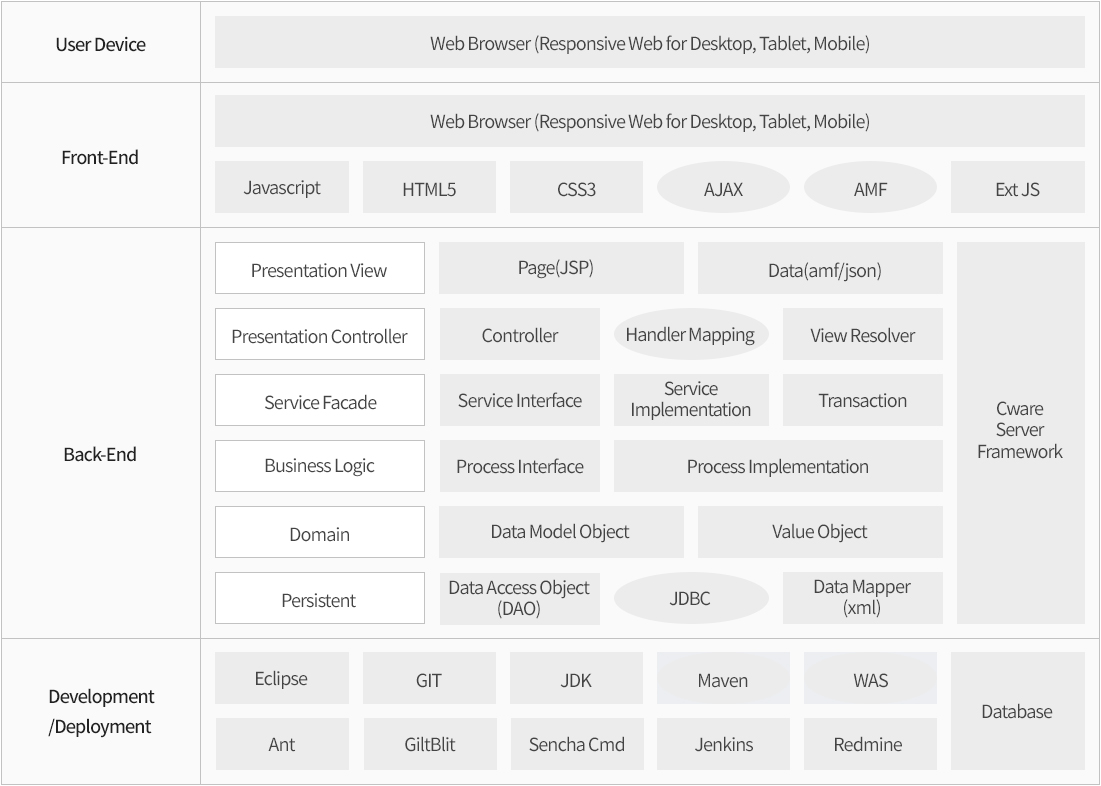 User Device
Web Browser (Responsive Web for Desktop, Tablet, Mobile)
Front-End
Web Browser (Responsive Web for Desktop, Tablet, Mobile)
Javascript
HTML5
CSS3
AJAX
AMF
Ext JS
Back-End
Presentation View
Page(JSP)
Data(amf/json)
Presentation Controller
Controller
Handler Mapping
View Resolver
Service Facade
Service Interface
Service
Implementation
Transaction
Business Logic
Process Interface
Process Implementation
Domain
Data Model Object
Value Object
Persistent
Data Access Object
(DAO)
JDBC
Data Mapper
(xml)
Cware
Server
Framework
Development
/Deployment
Eclipse
GIT
JDK
Maven
WAS
Ant
GiltBlit
Sencha Cmd
Jenkins
Redmine
Database